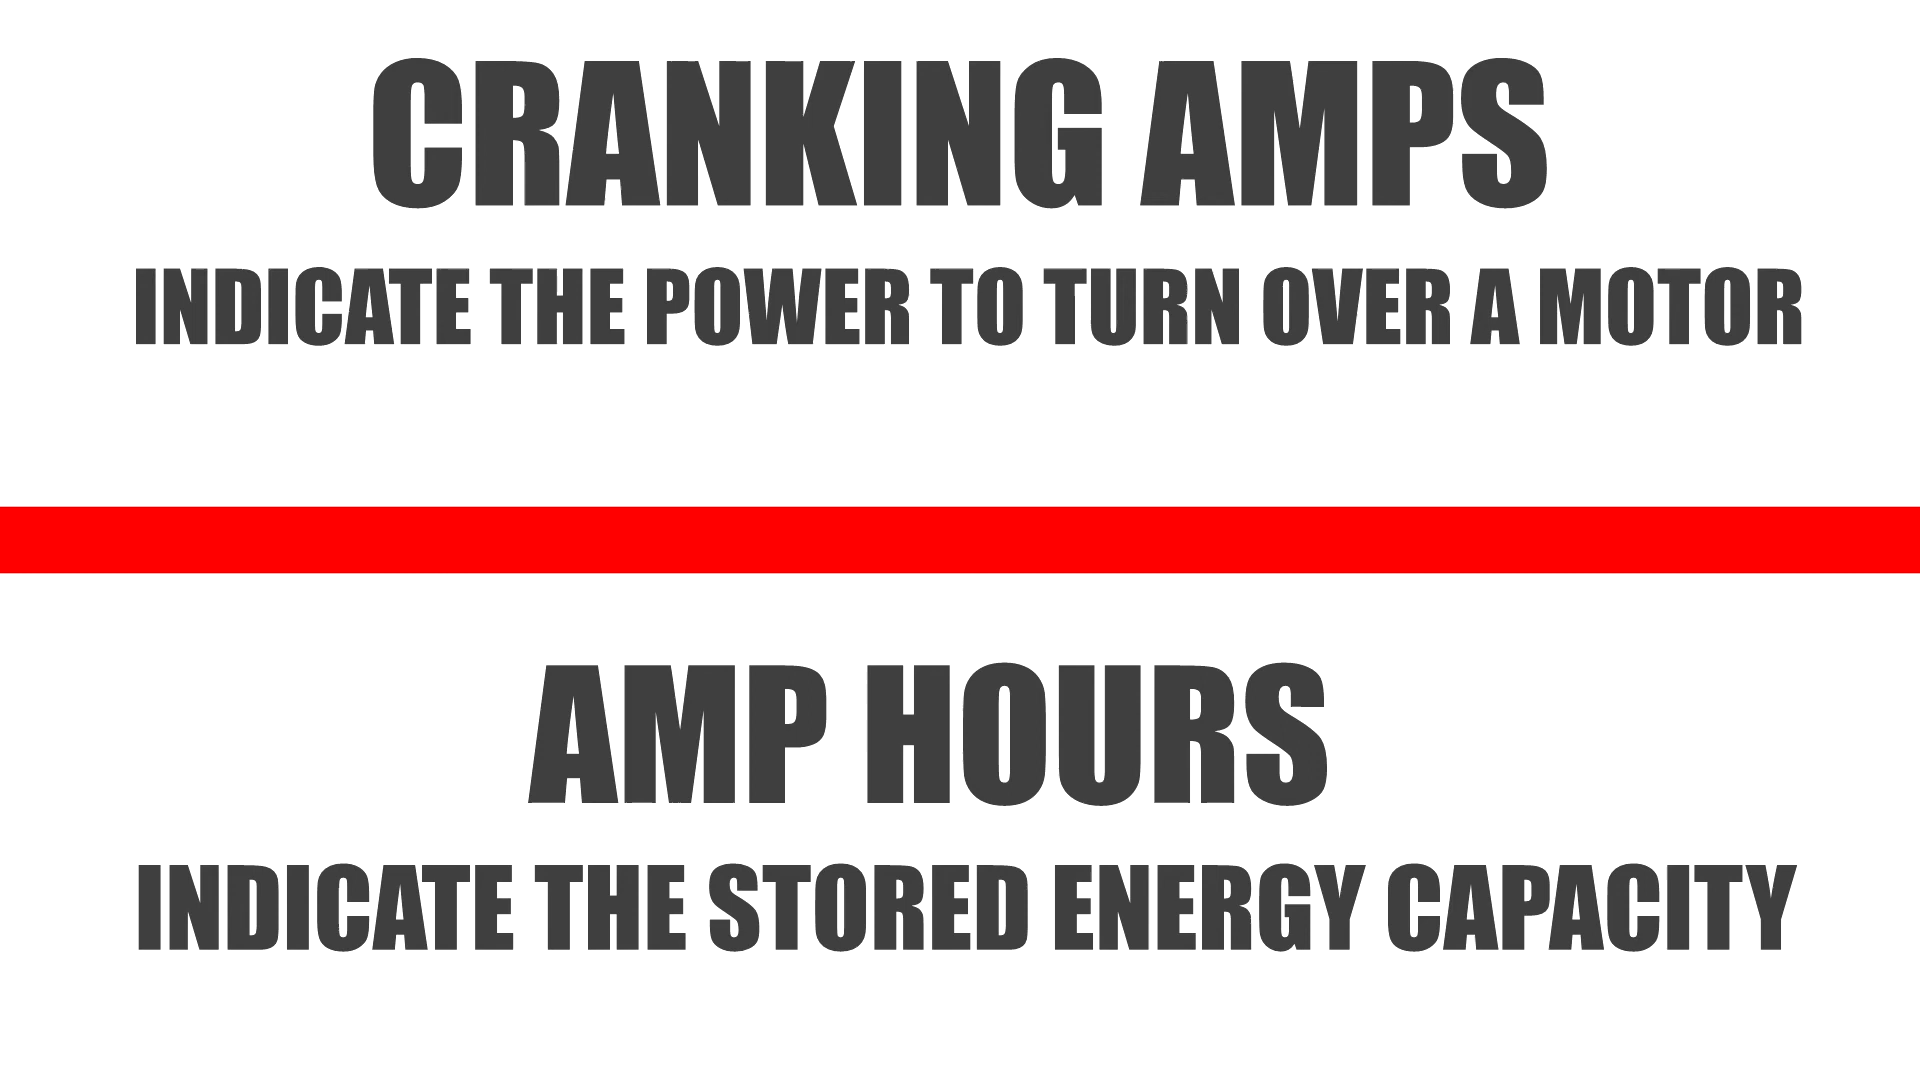 CRANKING AMPS
INDICATE THE POWER TO TURN OVER A MOTOR
AMP HOURS
INDICATE THE STORED ENERGY CAPACITY